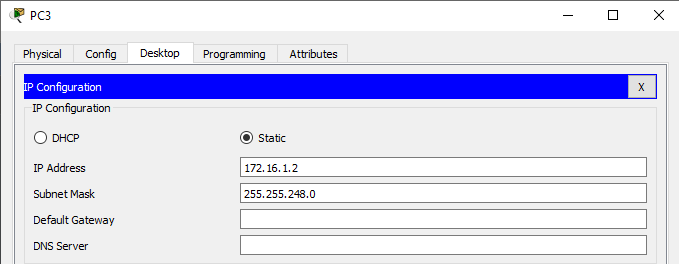 PC3
Physical Config Desktop Programming Attributes
IP Configuration X
IP Configuration
DHCP Static
IP Address 172.16.1.2
Subnet Mask 255.255.248.0
Default Gateway
DNS Server